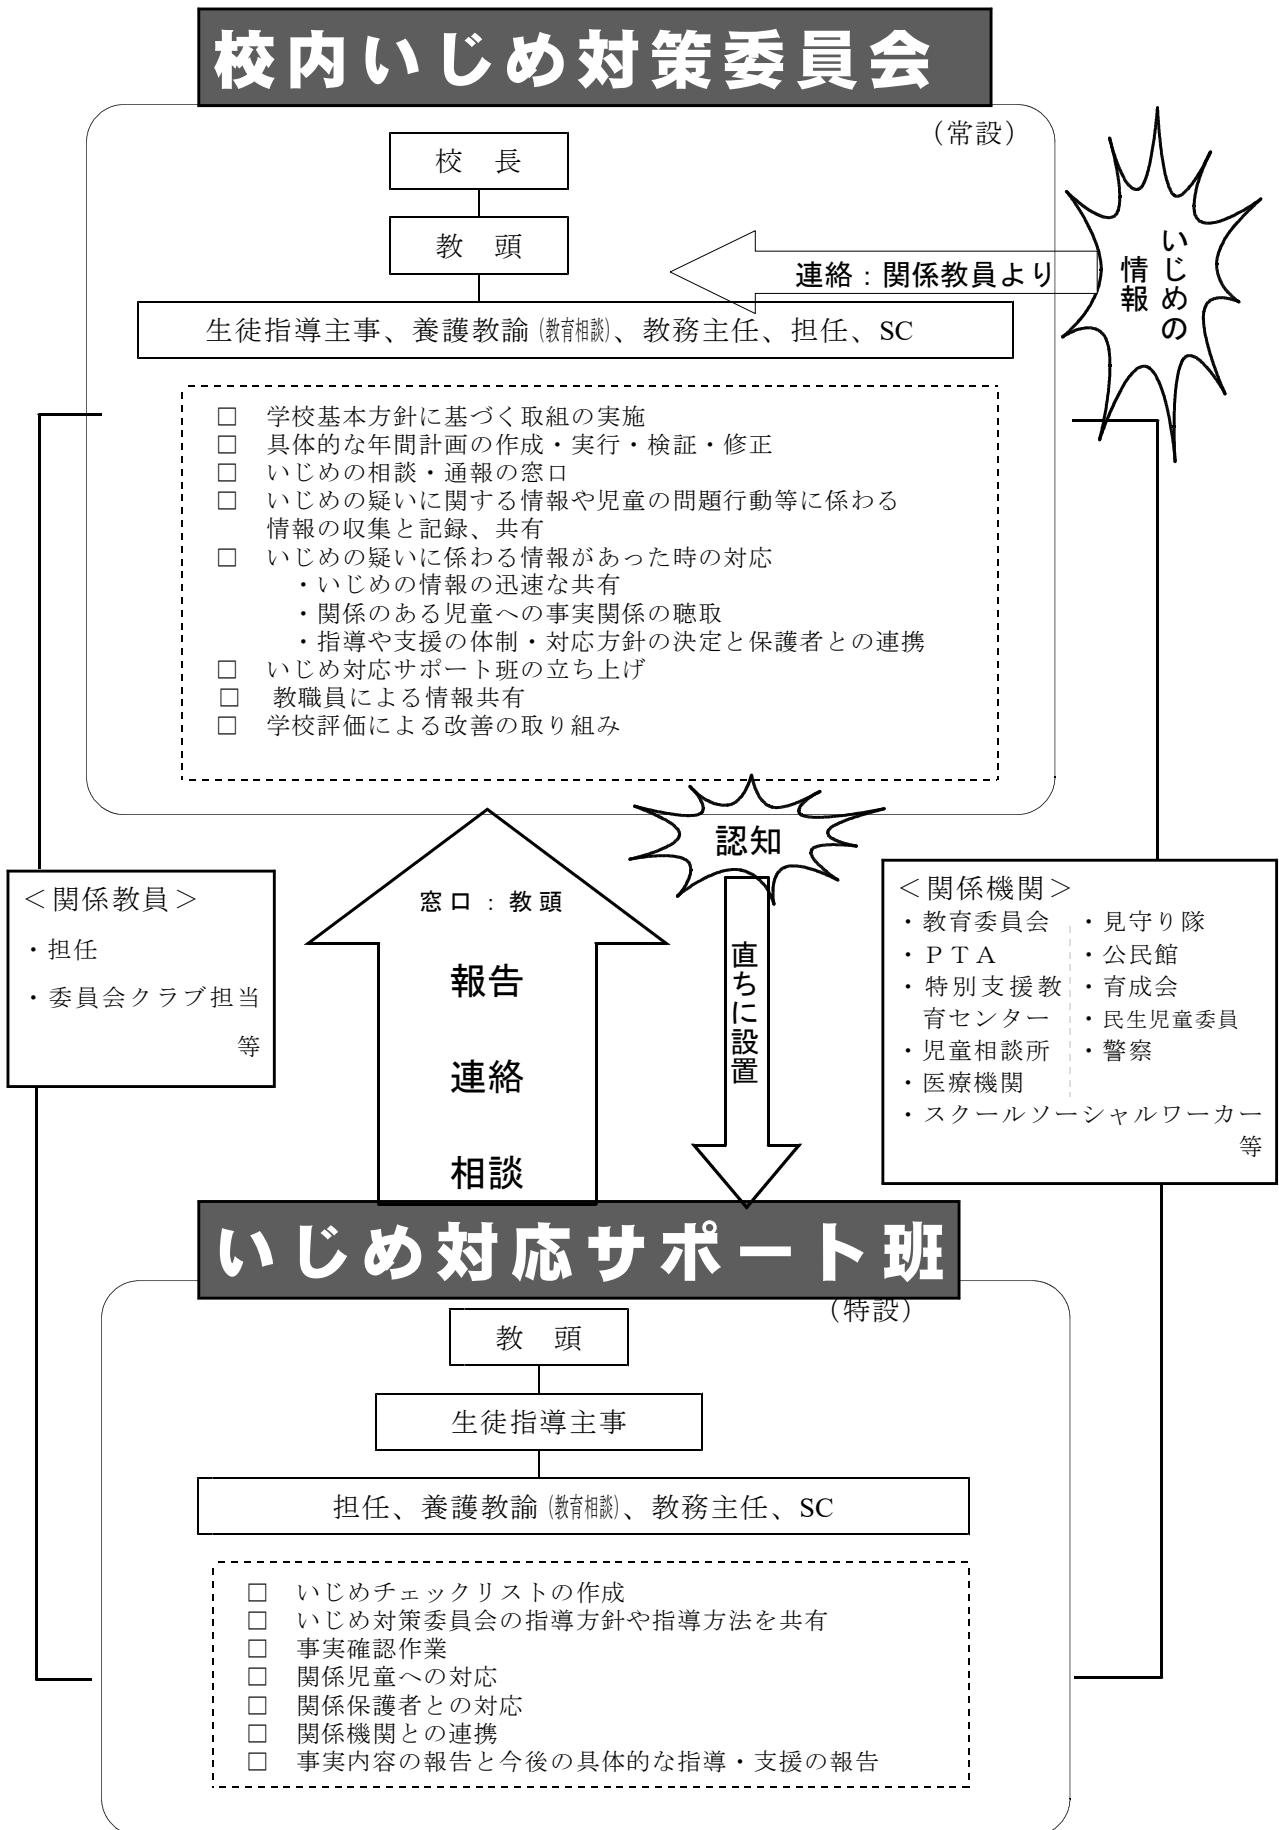 校内いじめ対策委員会
（常設）
校　長
教　頭
連絡：関係教員より
いじめの
情報
生徒指導主事、養護教諭（教育相談）、教務主任、担任、SC
□　学校基本方針に基づく取組の実施
□　具体的な年間計画の作成・実行・検証・修正
□　いじめの相談・通報の窓口
□　いじめの疑いに関する情報や児童の問題行動等に係わる
情報の収集と記録、共有
□　いじめの疑いに係わる情報があった時の対応
・いじめの情報の迅速な共有
・関係のある児童への事実関係の聴取
・指導や支援の体制・対応方針の決定と保護者との連携
□　いじめ対応サポート班の立ち上げ
□　教職員による情報共有
□　学校評価による改善の取り組み
認知
＜関係教員＞
・担任
・委員会クラブ担当
等
窓口：教頭
報告
連絡
相談
直ちに設置
＜関係機関＞
・教育委員会
・ＰＴＡ
・特別支援教
育センター
・児童相談所
・医療機関
・見守り隊
・公民館
・育成会
・民生児童委員
・警察
・スクールソーシャルワーカー
等
いじめ対応サポート班
（特設）
教　頭
生徒指導主事
担任、養護教諭（教育相談）、教務主任、SC
□　いじめチェックリストの作成
□　いじめ対策委員会の指導方針や指導方法を共有
□　事実確認作業
□　関係児童への対応
□　関係保護者との対応
□　関係機関との連携
□　事実内容の報告と今後の具体的な指導・支援の報告